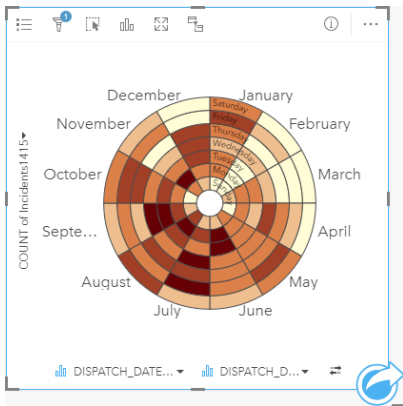 1
December
January
November
February
October
March
Septe...
April
August
May
July
June
Saturday
Friday
Thursday
Wednesday
Tuesday
Monday
Sunday
COUNT of Incidents1415
DISPATCH_DATE...
DISPATCH_D...